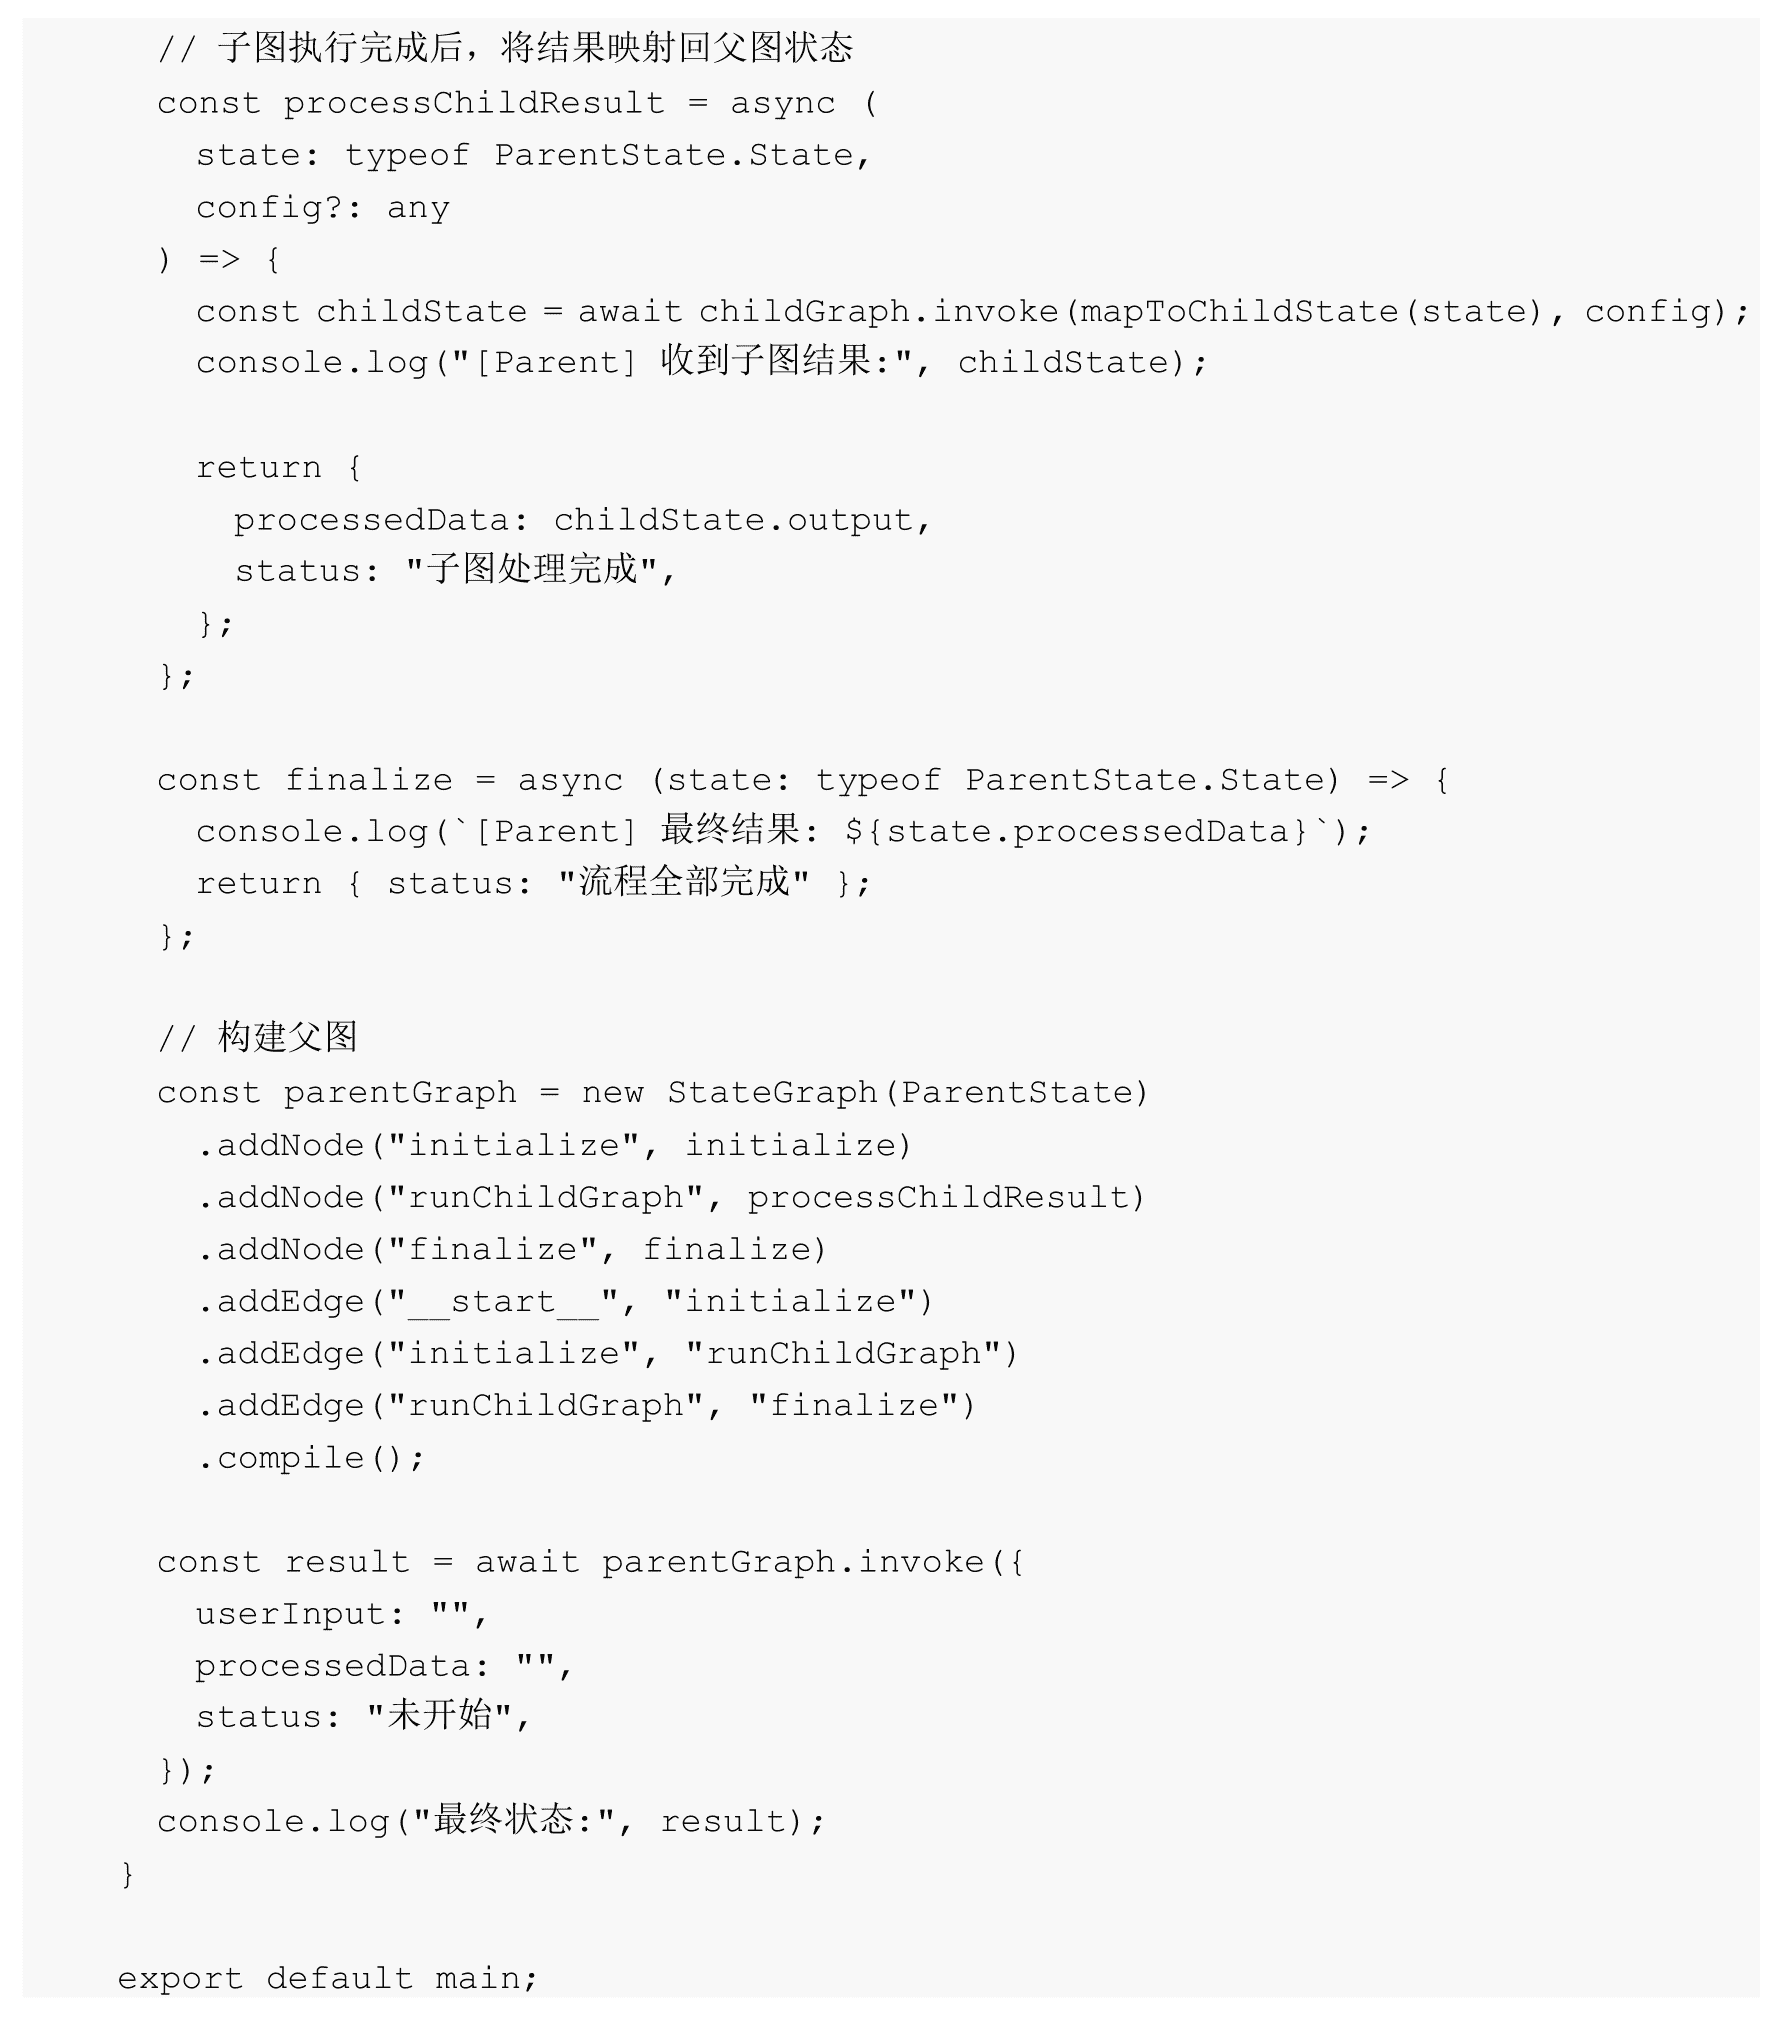 // 子图执行完成后，将结果映射回父图状态
const processChildResult = async (
state: typeof ParentState.State,
config?: any
) => {
const childState = await childGraph.invoke(mapToChildState(state), config);
console.log("[Parent] 收到子图结果:", childState);
return {
processedData: childState.output,
status: "子图处理完成",
};
};
const finalize = async (state: typeof ParentState.State) => {
console.log(`[Parent] 最终结果: ${state.processedData}`);
return { status: "流程全部完成" };
};
// 构建父图
const parentGraph = new StateGraph(ParentState)
.addNode("initialize", initialize)
.addNode("runChildGraph", processChildResult)
.addNode("finalize", finalize)
.addEdge("__start__", "initialize")
.addEdge("initialize", "runChildGraph")
.addEdge("runChildGraph", "finalize")
.compile();
const result = await parentGraph.invoke({
userInput: "",
processedData: "",
status: "未开始",
});
console.log("最终状态:", result);
}
export default main;